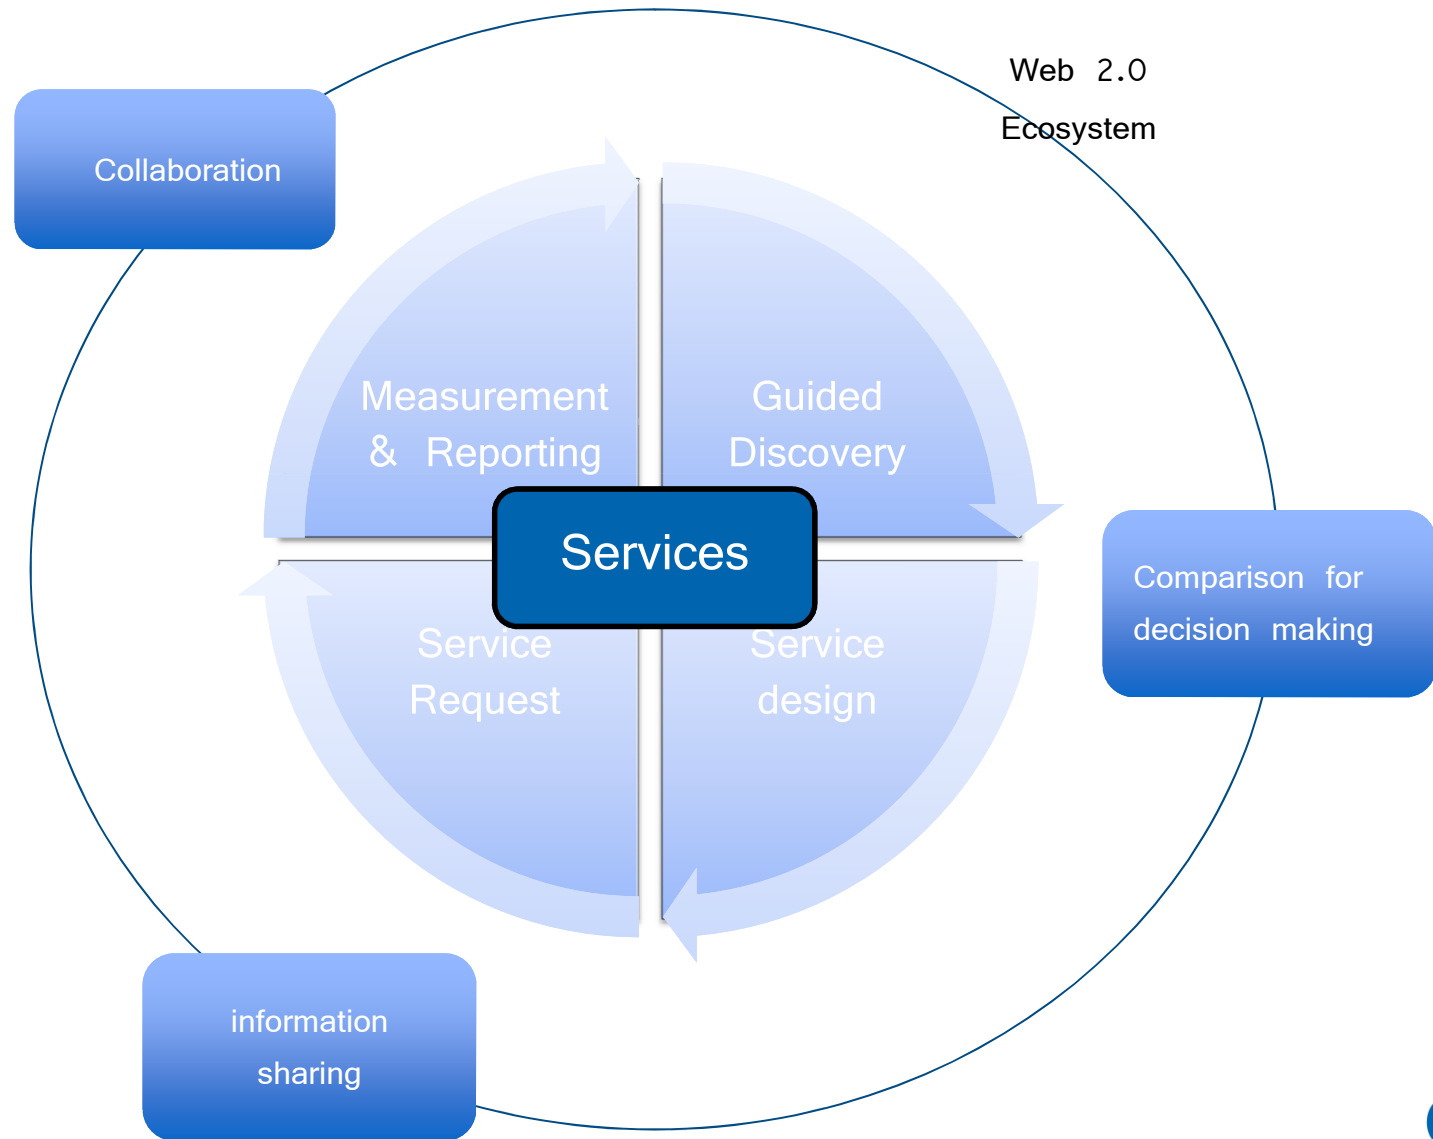 Web 2.0
Ecosystem
Collaboration
Measurement
& Reporting
Guided
Discovery
Services
Comparison for
decision making
Service
Request
Service
design
information
sharing